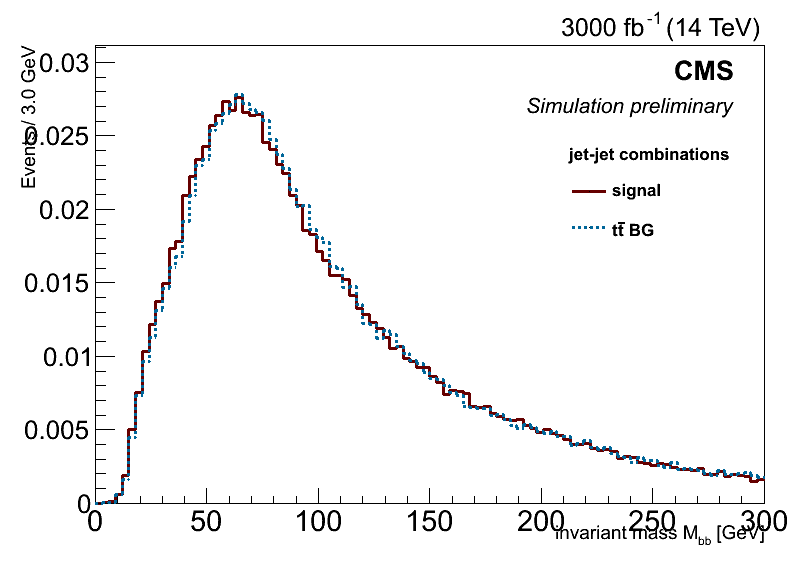 3000 fb⁻¹ (14 TeV)
Events / 3.0 GeV
CMS
Simulation preliminary
jet-jet combinations
signal
tt̄ BG
0.03
0.025
0.02
0.015
0.01
0.005
0
0 50 100 150 200 250 300
invariant mass M_bb [GeV]